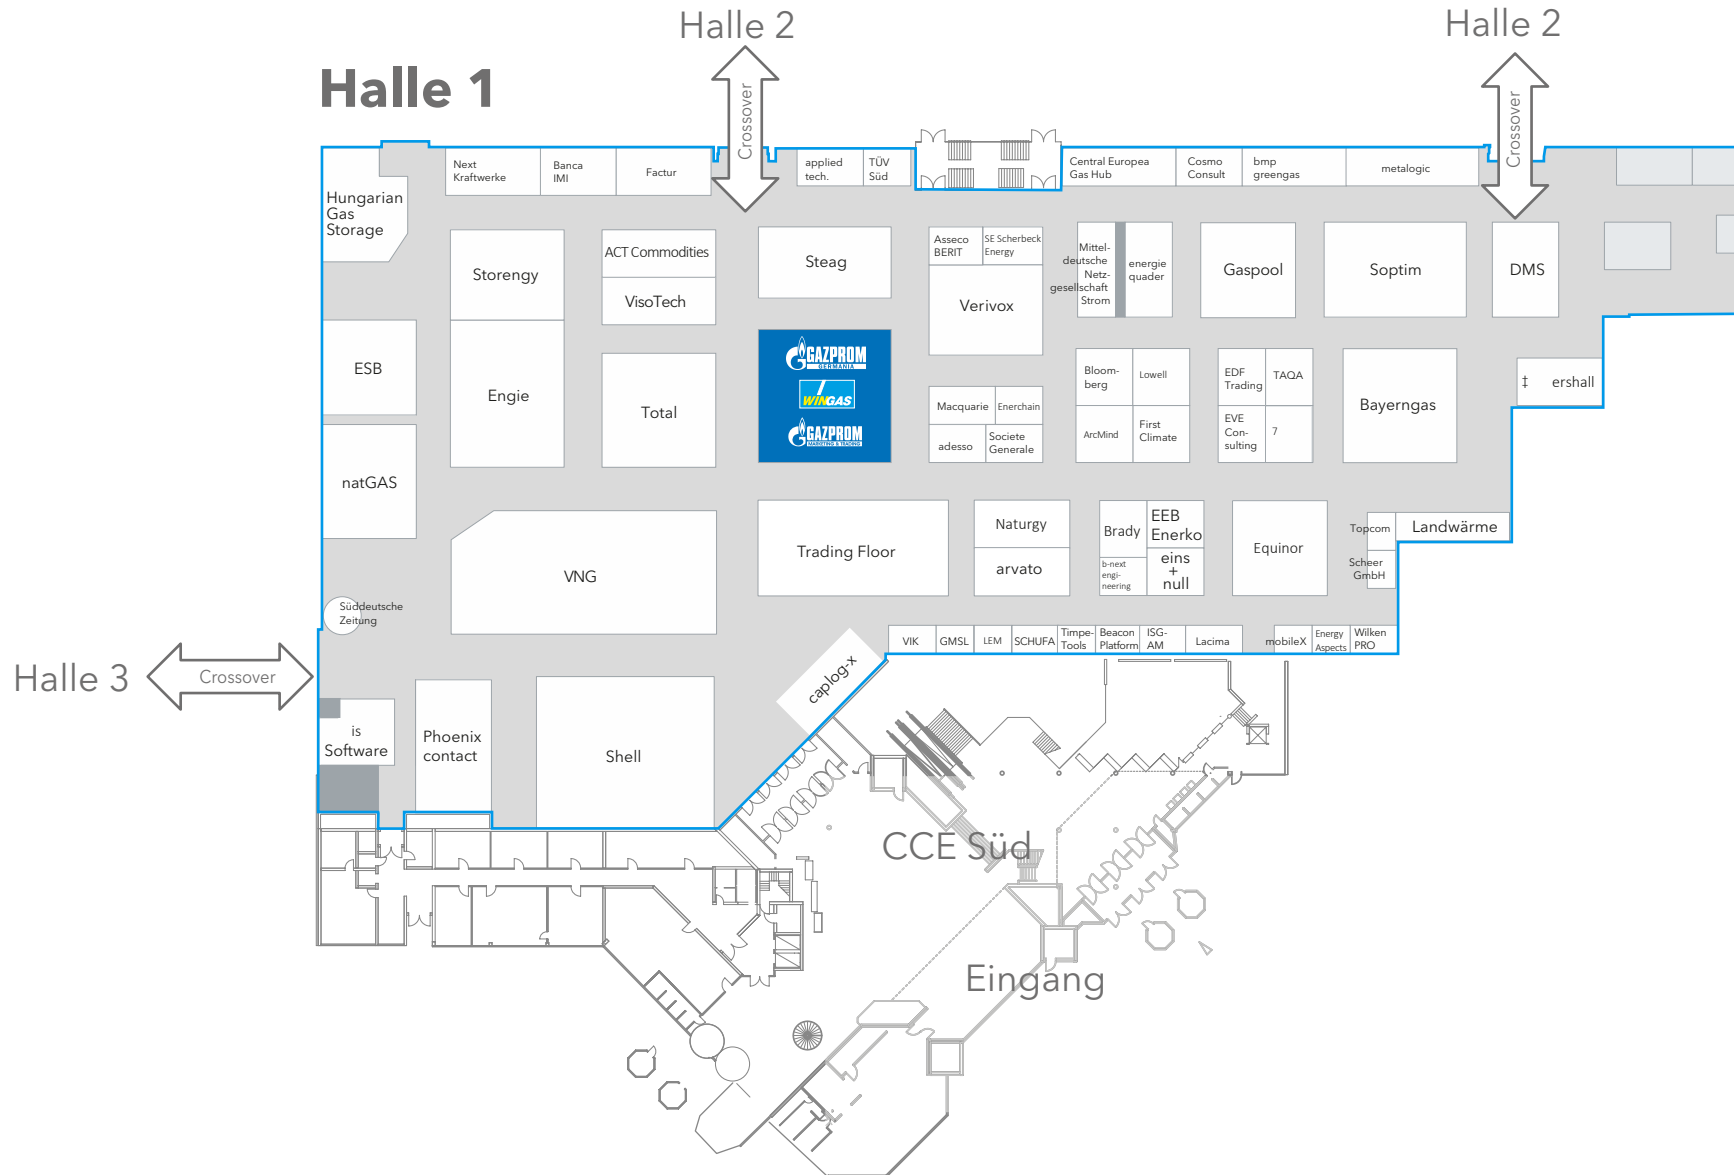 Halle 2
Halle 2
Halle 1
Crossover
Crossover
Next
Kraftwerke
Banca
IMI
Factur
applied
tech.
TÜV
Süd
Central Europea
Gas Hub
Cosmo
Consult
bmp
greengas
metalogic
Hungarian
Gas
Storage
Storengy
ACT Commodities
VisoTech
Steag
Asseco
BERIT
SE Scherbeck
Energy
Verivox
Mittel-
deutsche
Netz-
gesellschaft
Strom
energie
quader
Gaspool
Soptim
DMS
ESB
Engie
Total
GAZPROM
GERMANIA
WINGAS
GAZPROM
MARKETING & TRADING
Macquarie
Enerchain
adesso
Societe
Generale
Bloom-
berg
Lowell
ArcMind
First
Climate
EDF
Trading
TAQA
EVE
Con-
sulting
7
Bayerngas
‡ ershall
natGAS
VNG
Trading Floor
Naturgy
arvato
Brady
EEB
Enerko
b-next
engi-
neering
eins
+
null
Equinor
Topcom
Landwärme
Scheer
GmbH
Süddeutsche
Zeitung
VIK
GMSL
LEM
SCHUFA
Timpe-
Tools
Beacon
Platform
ISG-
AM
Lacima
mobileX
Energy
Aspects
Wilken
PRO
Halle 3
Crossover
caplog-x
is
Software
Phoenix
contact
Shell
CCE Süd
Eingang